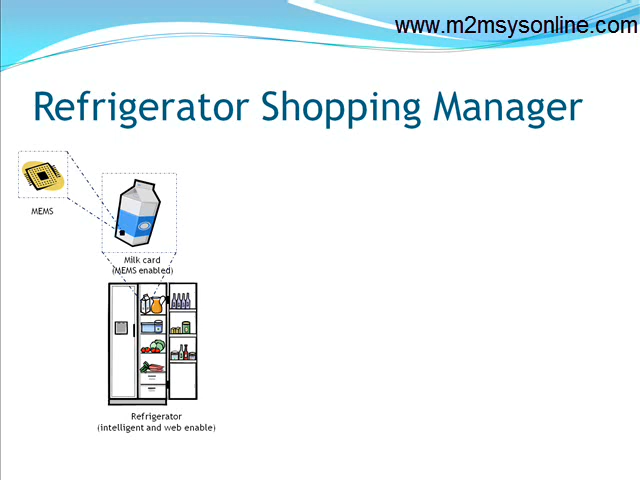 www.m2msysonline.com
Refrigerator Shopping Manager
MEMS
Milk card
(MEMS enabled)
Refrigerator
(intelligent and web enable)